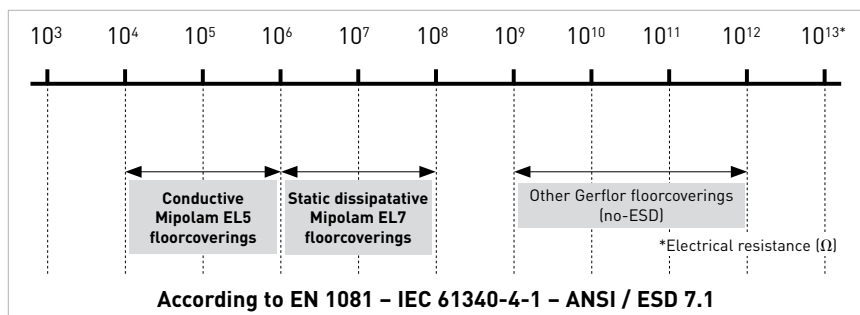 10³ 10⁴ 10⁵ 10⁶ 10⁷ 10⁸ 10⁹ 10¹⁰ 10¹¹ 10¹² 10¹³*
Conductive
Mipolam EL5
floorcoverings
Static dissipatative
Mipolam EL7
floorcoverings
Other Gerflor floorcoverings
(no-ESD)
*Electrical resistance (Ω)
According to EN 1081 – IEC 61340-4-1 – ANSI / ESD 7.1